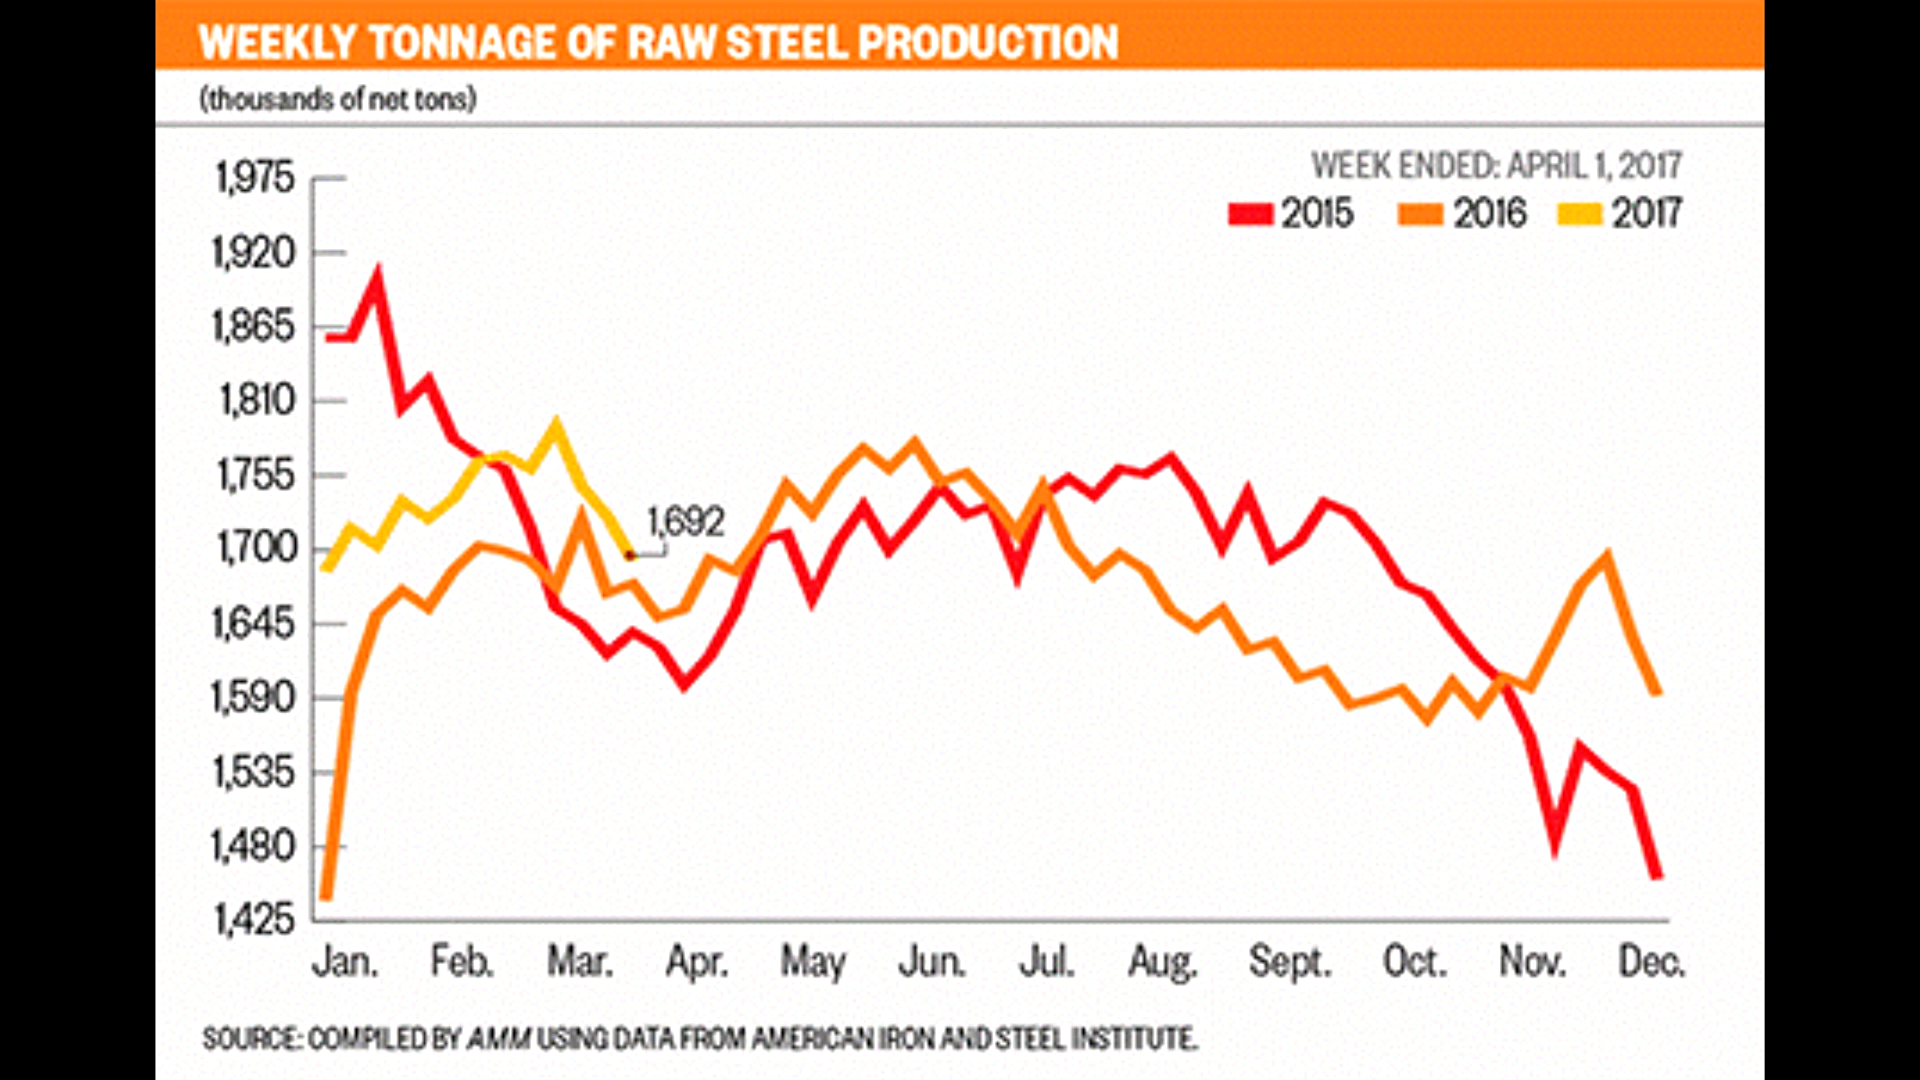 WEEKLY TONNAGE OF RAW STEEL PRODUCTION
(thousands of net tons)
WEEK ENDED: APRIL 1, 2017
2015 2016 2017
1,975
1,920
1,865
1,810
1,755
1,700
1,645
1,590
1,535
1,480
1,425
1,692
Jan. Feb. Mar. Apr. May Jun. Jul. Aug. Sept. Oct. Nov. Dec.
SOURCE: COMPILED BY AMM USING DATA FROM AMERICAN IRON AND STEEL INSTITUTE.